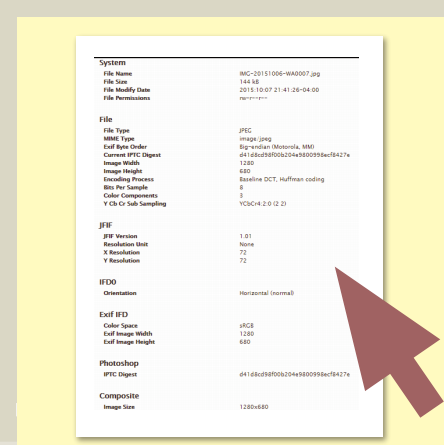 System
File Name IMG-20151006-WA0007.jpg
File Size 144 kB
File Modify Date 2015:10:07 21:41:26-04:00
File Permissions rw-r--r--
File
File Type JPEG
MIME Type image/jpeg
Exif Byte Order Big-endian (Motorola, MM)
Current IPTC Digest d41d8cd98f00b204e9800998ecf8427e
Image Width 1280
Image Height 680
Encoding Process Baseline DCT, Huffman coding
Bits Per Sample 8
Color Components 3
Y Cb Cr Sub Sampling YCbCr4:2:0 (2 2)
JFIF
JFIF Version 1.01
Resolution Unit None
X Resolution 72
Y Resolution 72
IFD0
Orientation Horizontal (normal)
Exif IFD
Color Space sRGB
Exif Image Width 1280
Exif Image Height 680
Photoshop
IPTC Digest d41d8cd98f00b204e9800998ecf8427e
Composite
Image Size 1280x680